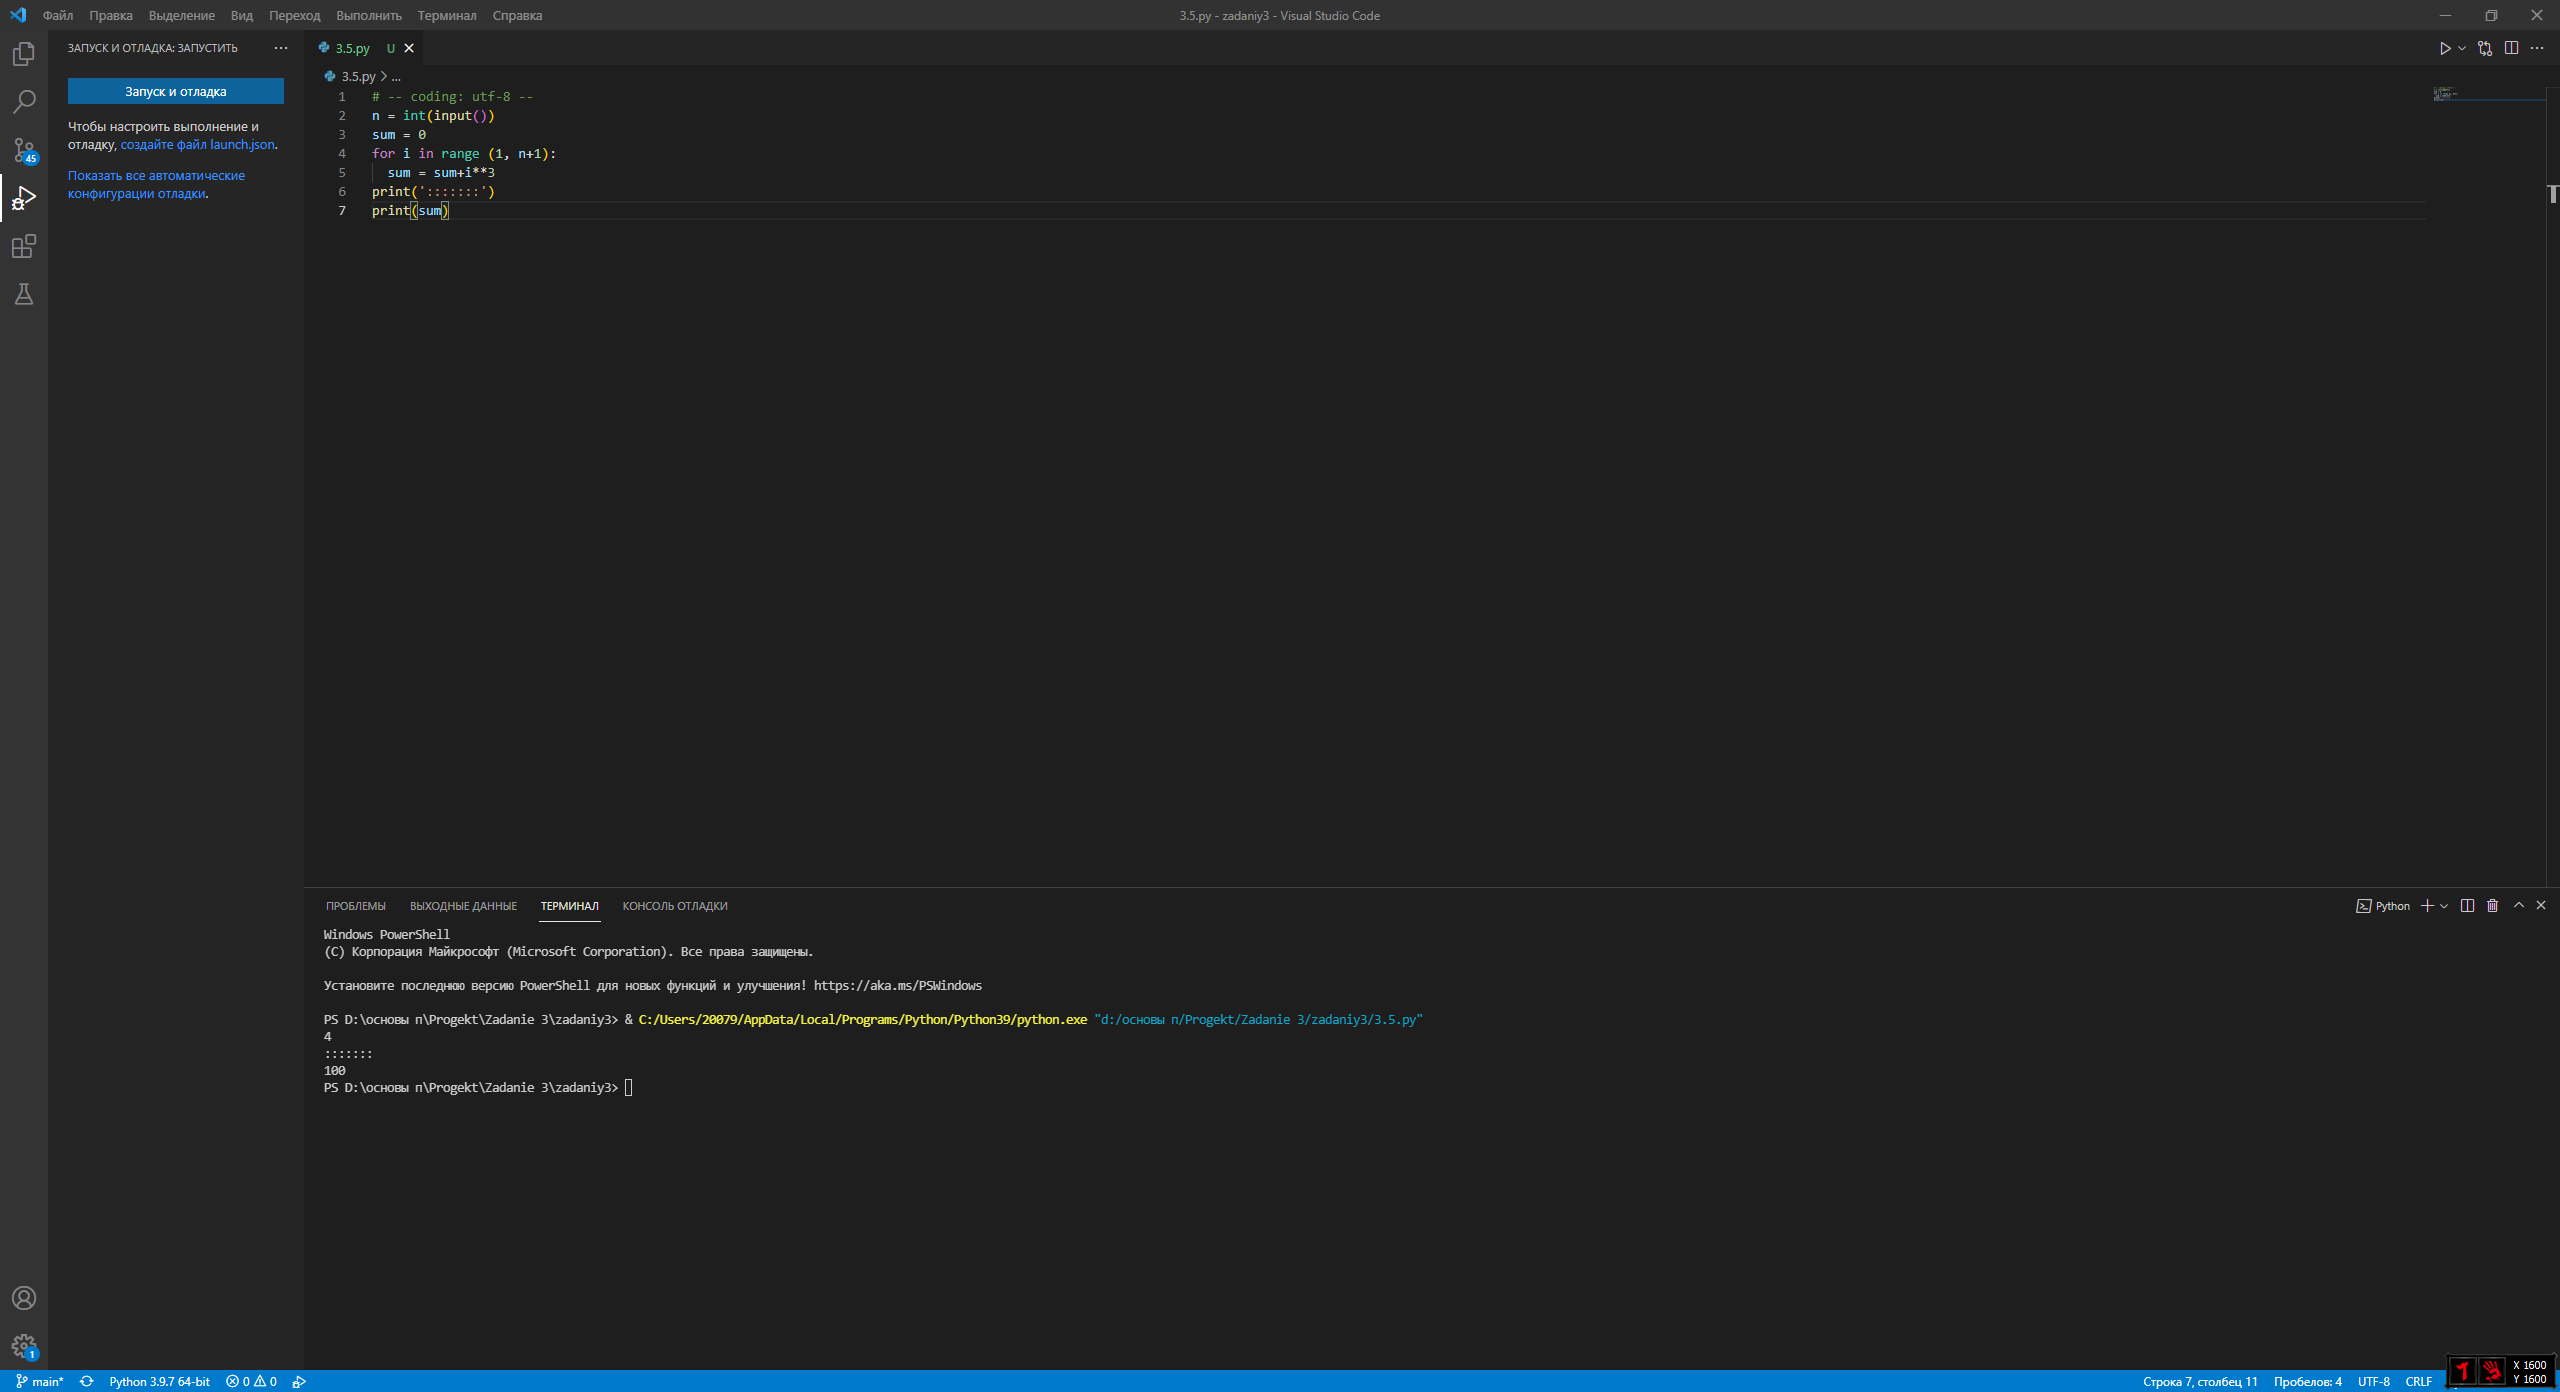 Файл Правка Выделение Вид Переход Выполнить Терминал Справка
3.5.py - zadaniy3 - Visual Studio Code
ЗАПУСК И ОТЛАДКА: ЗАПУСТИТЬ
Запуск и отладка
Чтобы настроить выполнение и
отладку, создайте файл launch.json.
Показать все автоматические
конфигурации отладки.
45
3.5.py U
3.5.py > ...
1 # -- coding: utf-8 --
2 n = int(input())
3 sum = 0
4 for i in range (1, n+1):
5 sum = sum+i**3
6 print(':::::::')
7 print(sum)
ПРОБЛЕМЫ ВЫХОДНЫЕ ДАННЫЕ ТЕРМИНАЛ КОНСОЛЬ ОТЛАДКИ
Python
Windows PowerShell
(C) Корпорация Майкрософт (Microsoft Corporation). Все права защищены.
Установите последнюю версию PowerShell для новых функций и улучшения! https://aka.ms/PSWindows
PS D:\основы п\Progekt\Zadanie 3\zadaniy3> & C:/Users/20079/AppData/Local/Programs/Python/Python39/python.exe "d:/основы п/Progekt/Zadanie 3/zadaniy3/3.5.py"
4
:::::::
100
PS D:\основы п\Progekt\Zadanie 3\zadaniy3>
1
main* Python 3.9.7 64-bit 0 0
Строка 7, столбец 11 Пробелов: 4 UTF-8 CRLF
X 1600
Y 1600